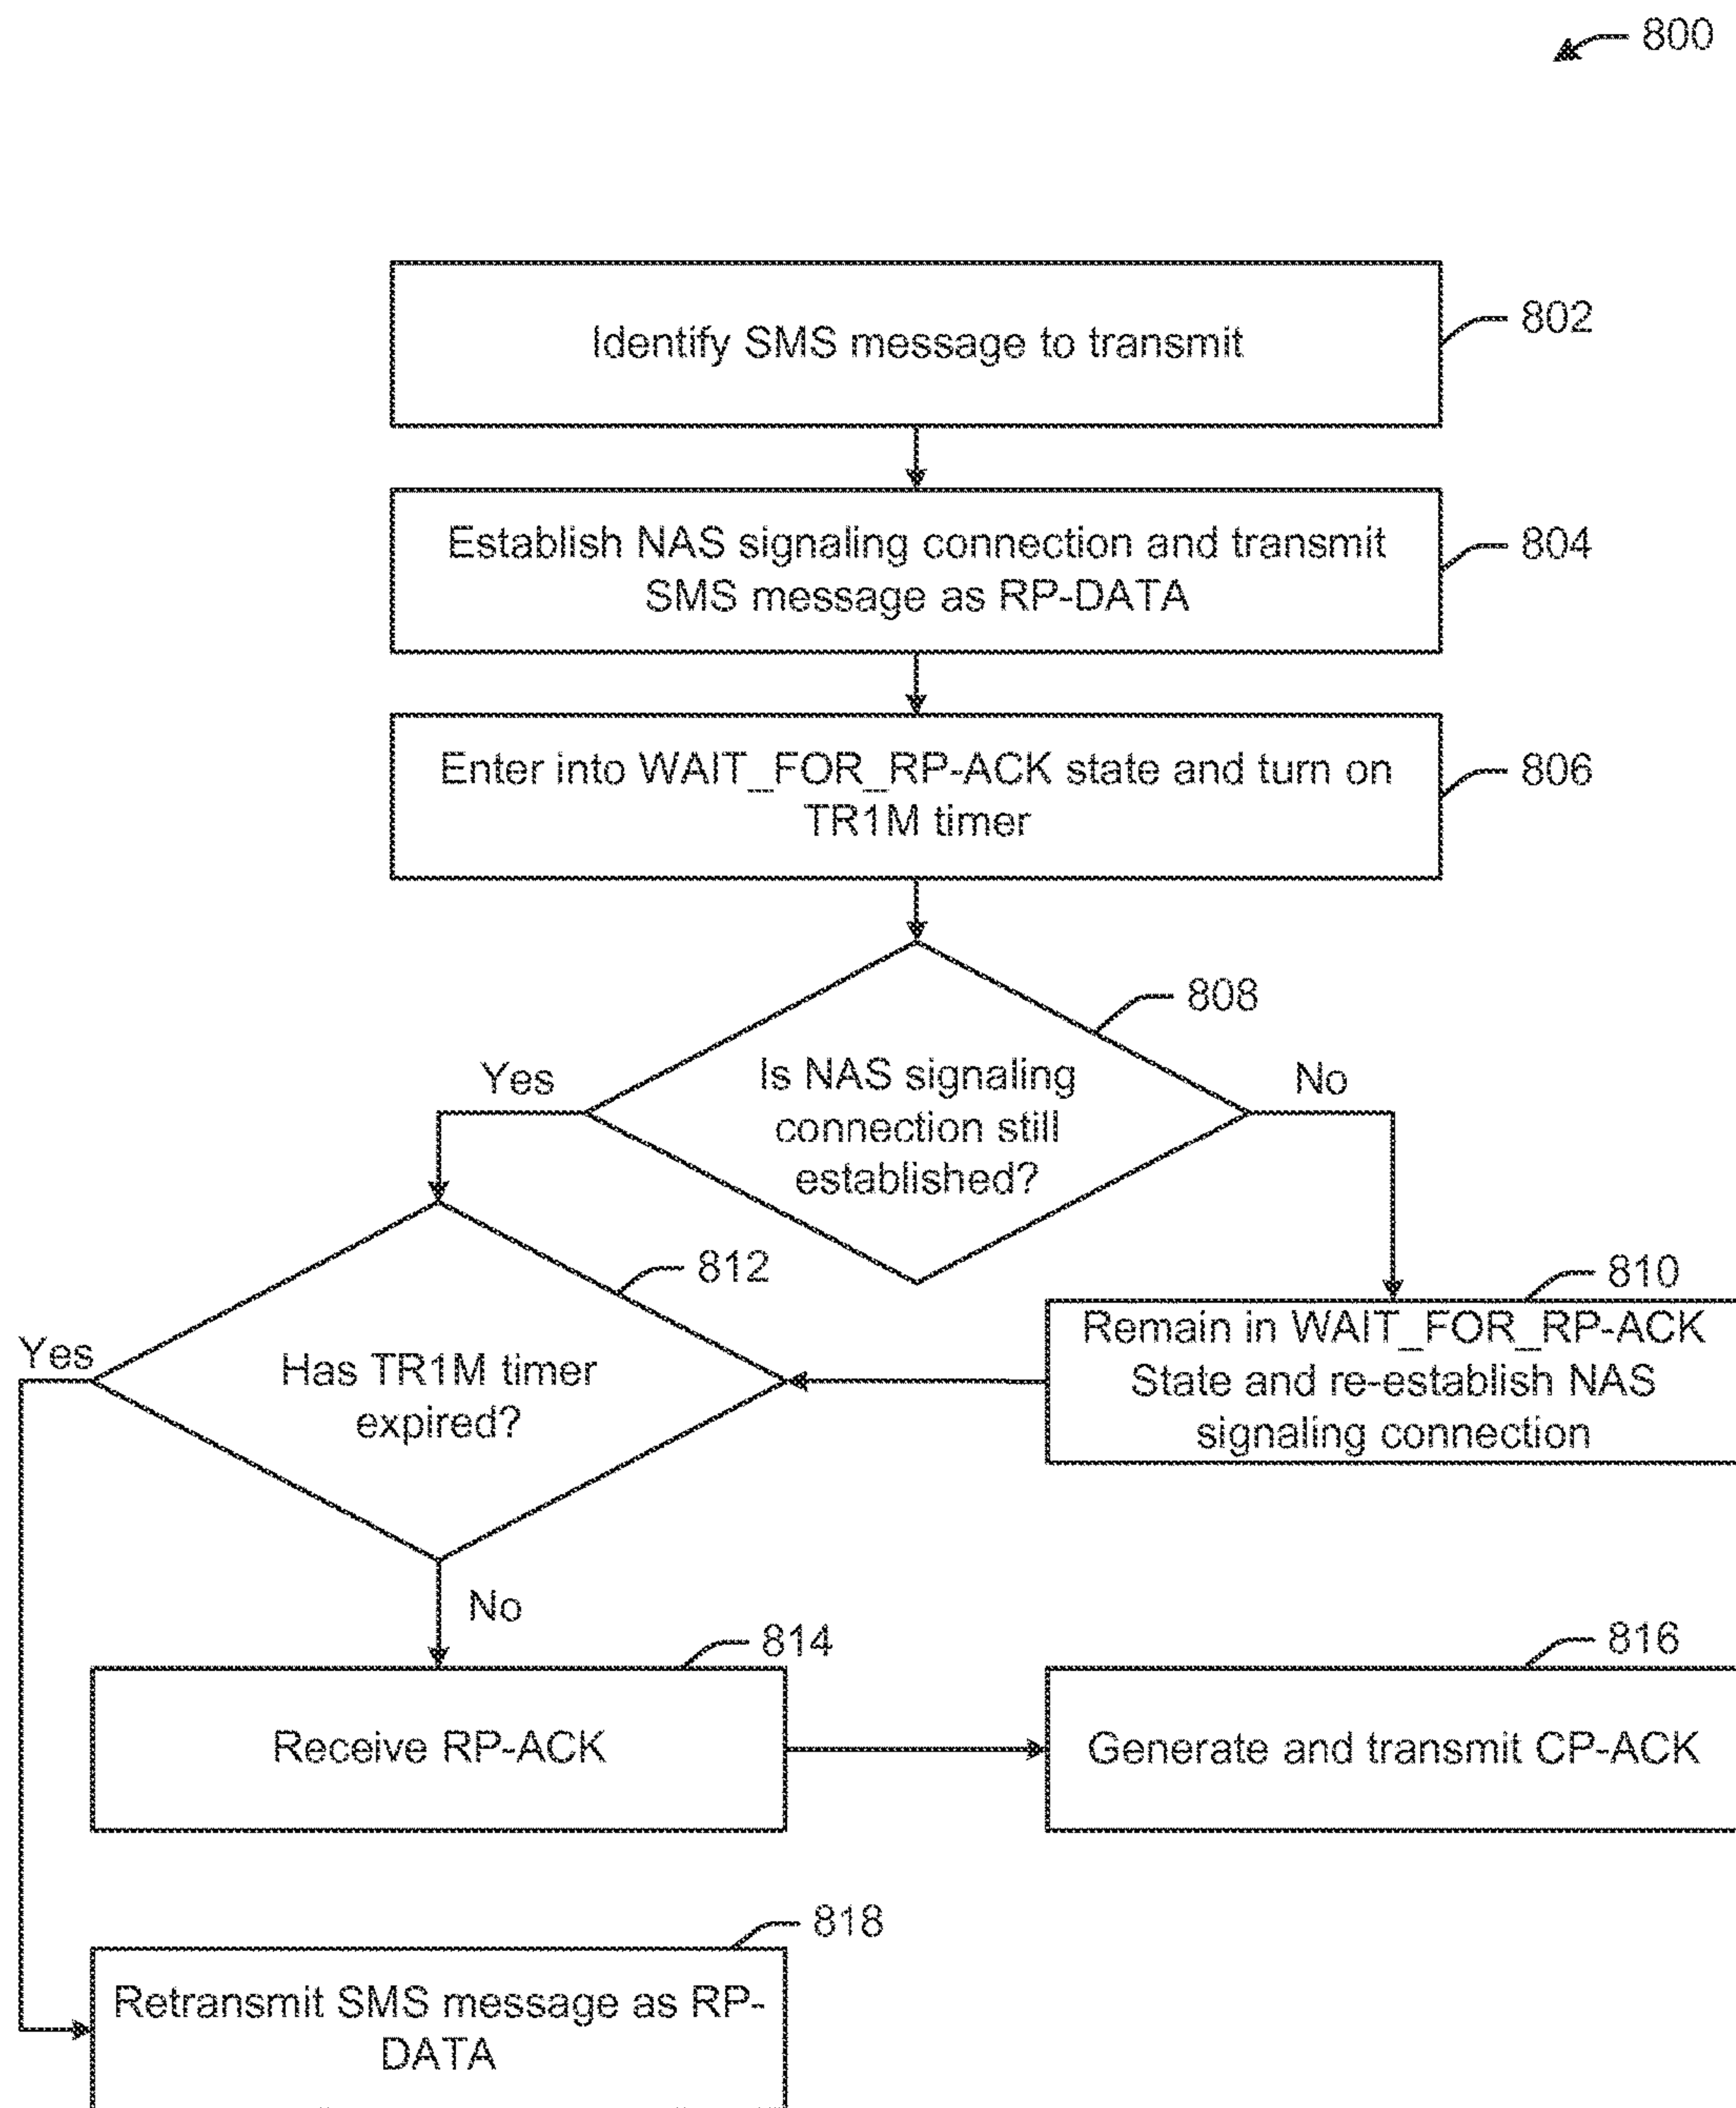 800
Identify SMS message to transmit
802
Establish NAS signaling connection and transmit
SMS message as RP-DATA
804
Enter into WAIT_FOR_RP-ACK state and turn on
TR1M timer
806
808
Is NAS signaling
connection still
established?
Yes
No
810
Remain in WAIT_FOR_RP-ACK
State and re-establish NAS
signaling connection
812
Has TR1M timer
expired?
Yes
No
814
Receive RP-ACK
816
Generate and transmit CP-ACK
818
Retransmit SMS message as RP-
DATA